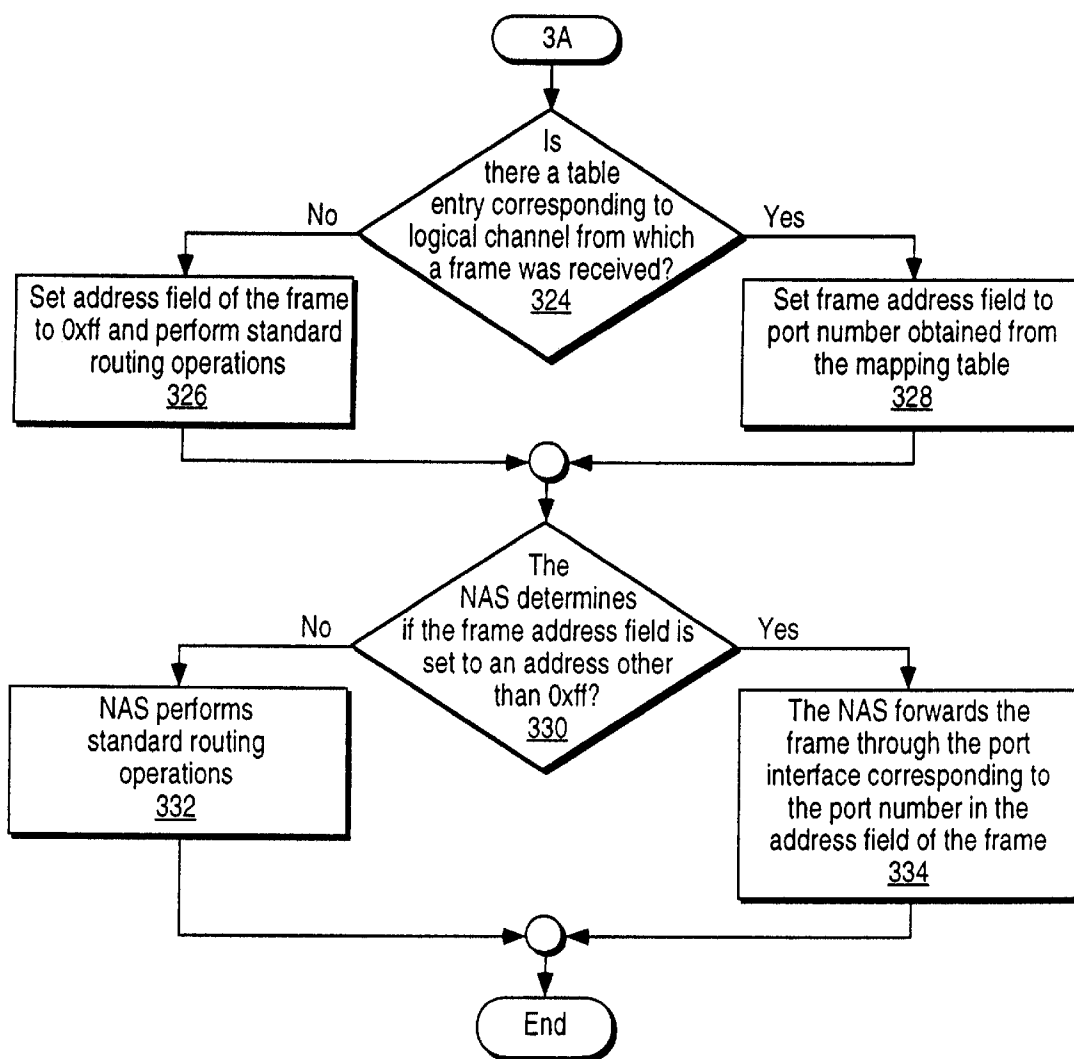 3A
Is
there a table
entry corresponding to
logical channel from which
a frame was received?
324
No
Yes
Set address field of the frame
to 0xff and perform standard
routing operations
326
Set frame address field to
port number obtained from
the mapping table
328
The
NAS determines
if the frame address field is
set to an address other
than 0xff?
330
No
Yes
NAS performs
standard routing
operations
332
The NAS forwards the
frame through the port
interface corresponding to
the port number in the
address field of the frame
334
End